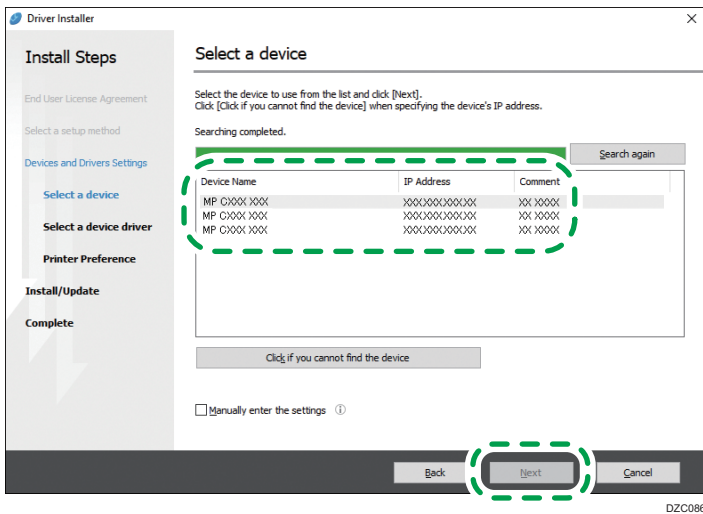 Driver Installer
Install Steps
End User License Agreement
Select a setup method
Devices and Drivers Settings
Select a device
Select a device driver
Printer Preference
Install/Update
Complete
Select a device
Select the device to use from the list and click [Next].
Click [Click if you cannot find the device] when specifying the device's IP address.
Searching completed.
Search again
Device Name IP Address Comment
MP CXXX XXX XXX.XXX.XXX.XX XX XXXX
MP CXXX XXX XXX.XXX.XXX.XX XX XXXX
MP CXXX XXX XXX.XXX.XXX.XX XX XXXX
Click if you cannot find the device
Manually enter the settings
Back Next Cancel
DZC086